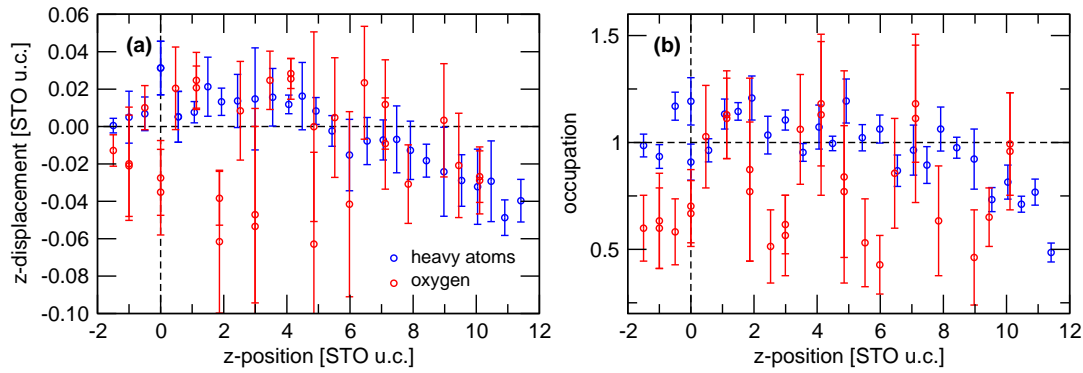 0.06
0.04
0.02
0.00
-0.02
-0.04
-0.06
-0.08
-0.10
z-displacement [STO u.c.]
(a)
heavy atoms
oxygen
-2 0 2 4 6 8 10 12
z-position [STO u.c.]
1.5
1
0.5
occupation
(b)
-2 0 2 4 6 8 10 12
z-position [STO u.c.]